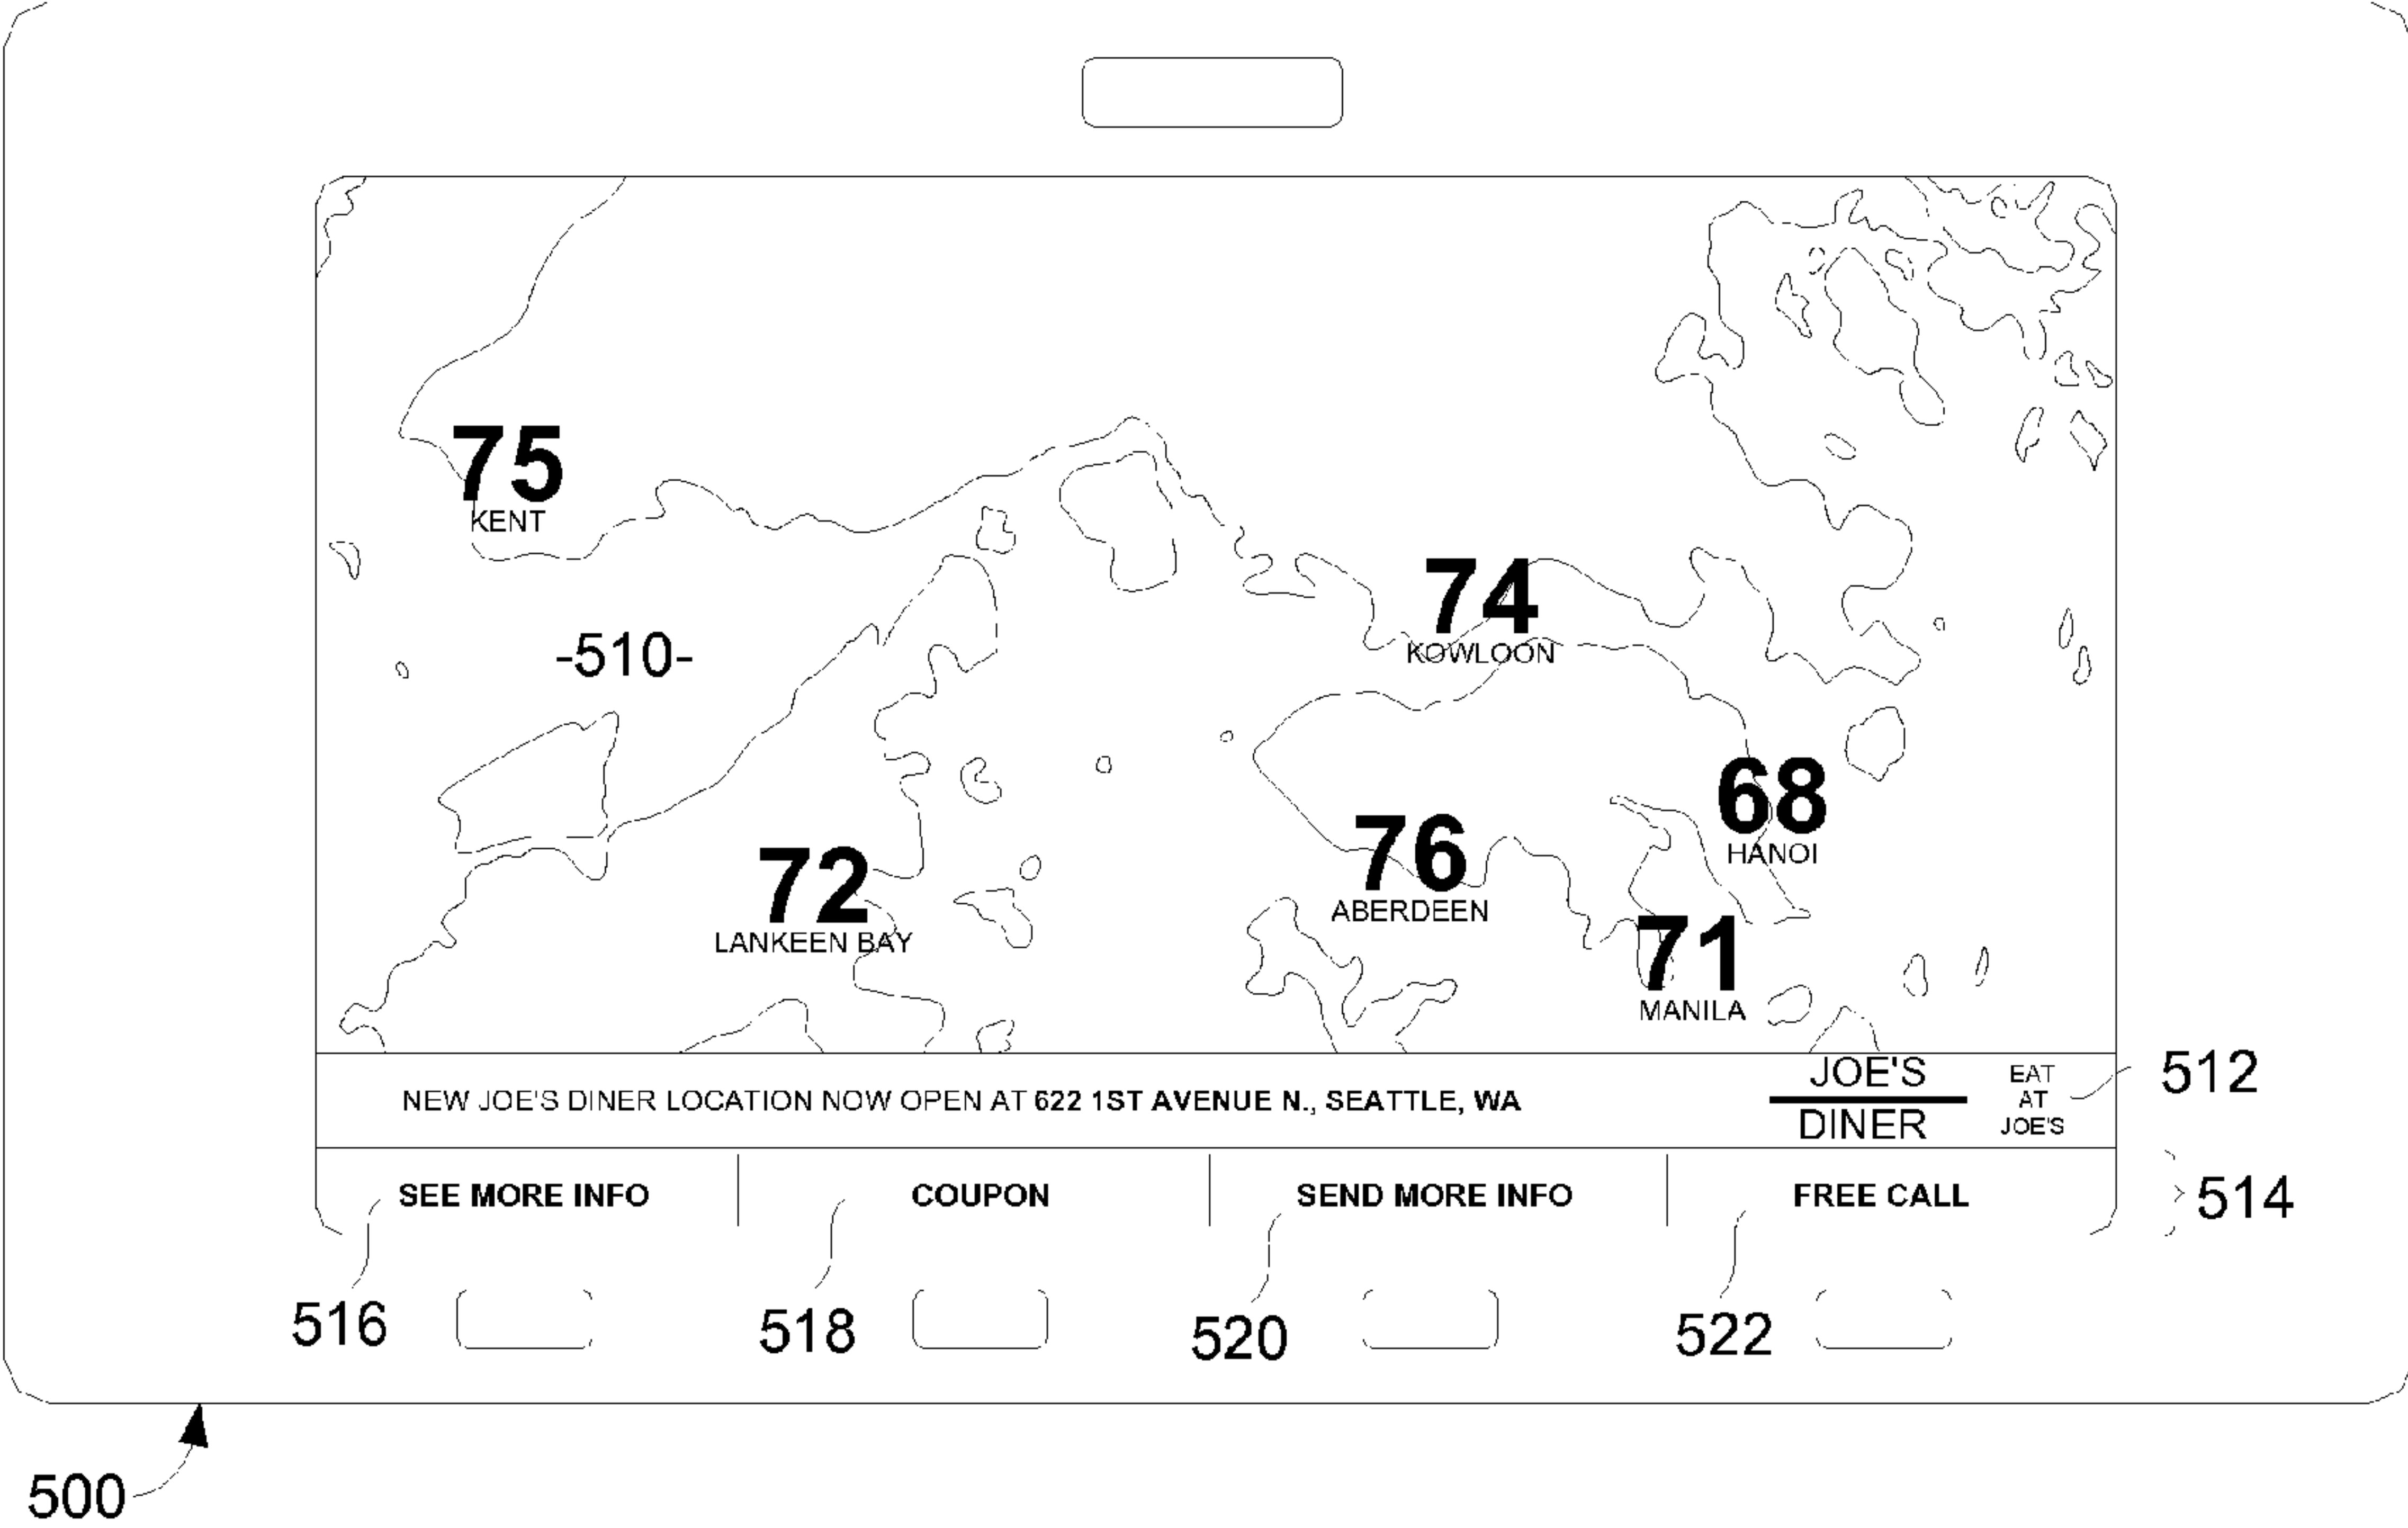 75
KENT
74
KOWLOON
-510-
68
HANOI
76
ABERDEEN
72
LANKEEN BAY
71
MANILA
NEW JOE'S DINER LOCATION NOW OPEN AT 622 1ST AVENUE N., SEATTLE, WA
JOE'S
DINER
EAT
AT
JOE'S
512
SEE MORE INFO
COUPON
SEND MORE INFO
FREE CALL
514
516
518
520
522
500